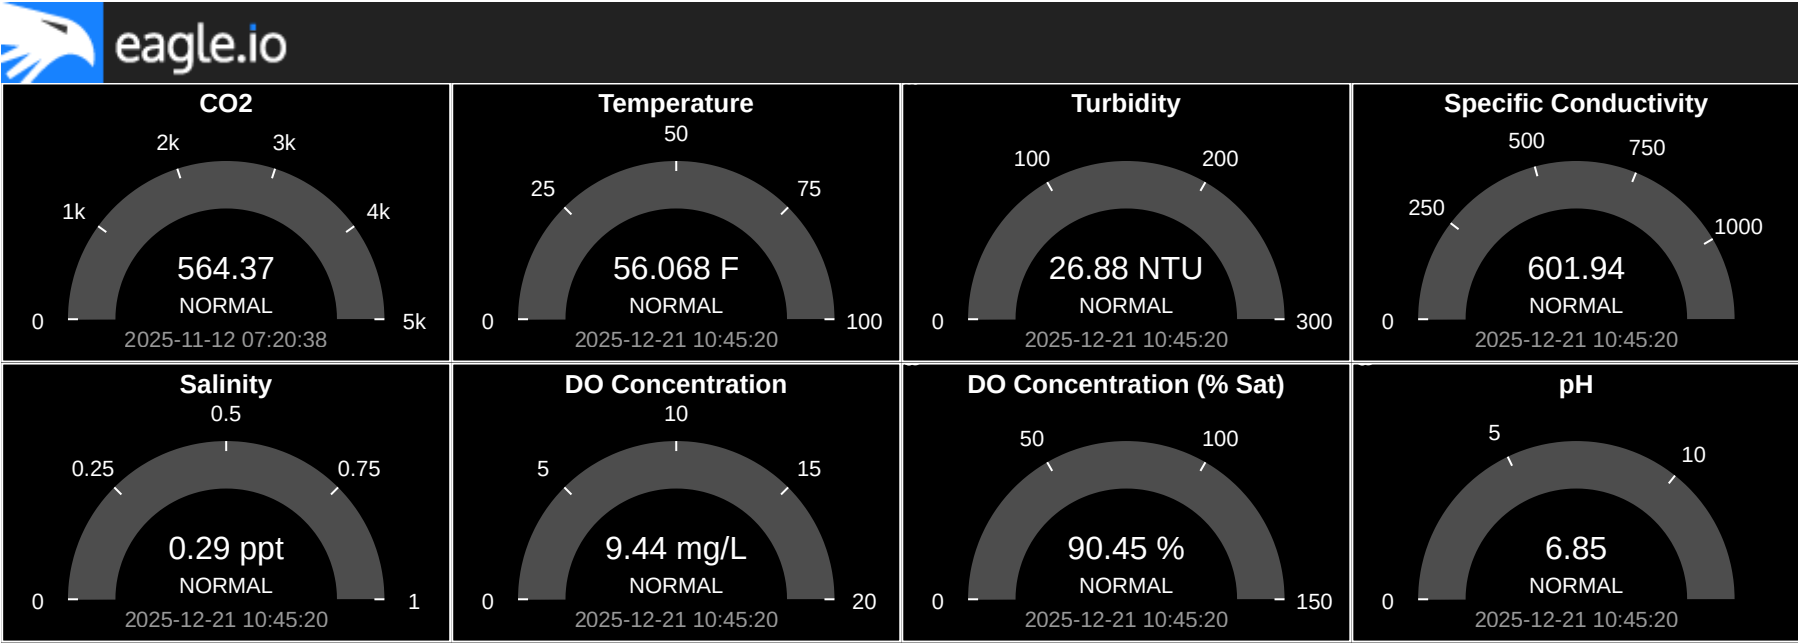 eagle.io
CO2
2k
3k
1k
4k
564.37
NORMAL
0
5k
2025-11-12 07:20:38
Temperature
50
25
75
56.068 F
NORMAL
0
100
2025-12-21 10:45:20
Turbidity
100
200
26.88 NTU
NORMAL
0
300
2025-12-21 10:45:20
Specific Conductivity
500
750
250
1000
601.94
NORMAL
0
2025-12-21 10:45:20
Salinity
0.5
0.25
0.75
0.29 ppt
NORMAL
0
1
2025-12-21 10:45:20
DO Concentration
10
5
15
9.44 mg/L
NORMAL
0
20
2025-12-21 10:45:20
DO Concentration (% Sat)
50
100
90.45 %
NORMAL
0
150
2025-12-21 10:45:20
pH
5
10
6.85
NORMAL
0
2025-12-21 10:45:20